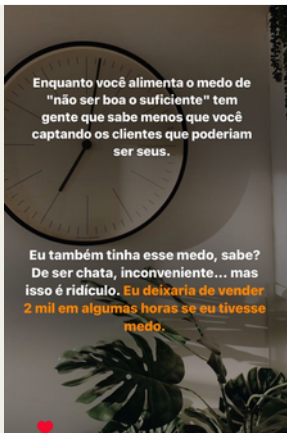 Enquanto você alimenta o medo de
"não ser boa o suficiente" tem
gente que sabe menos que você
captando os clientes que poderiam
ser seus.
Eu também tinha esse medo, sabe?
De ser chata, inconveniente... mas
isso é ridículo. Eu deixaria de vender
2 mil em algumas horas se eu tivesse
medo.